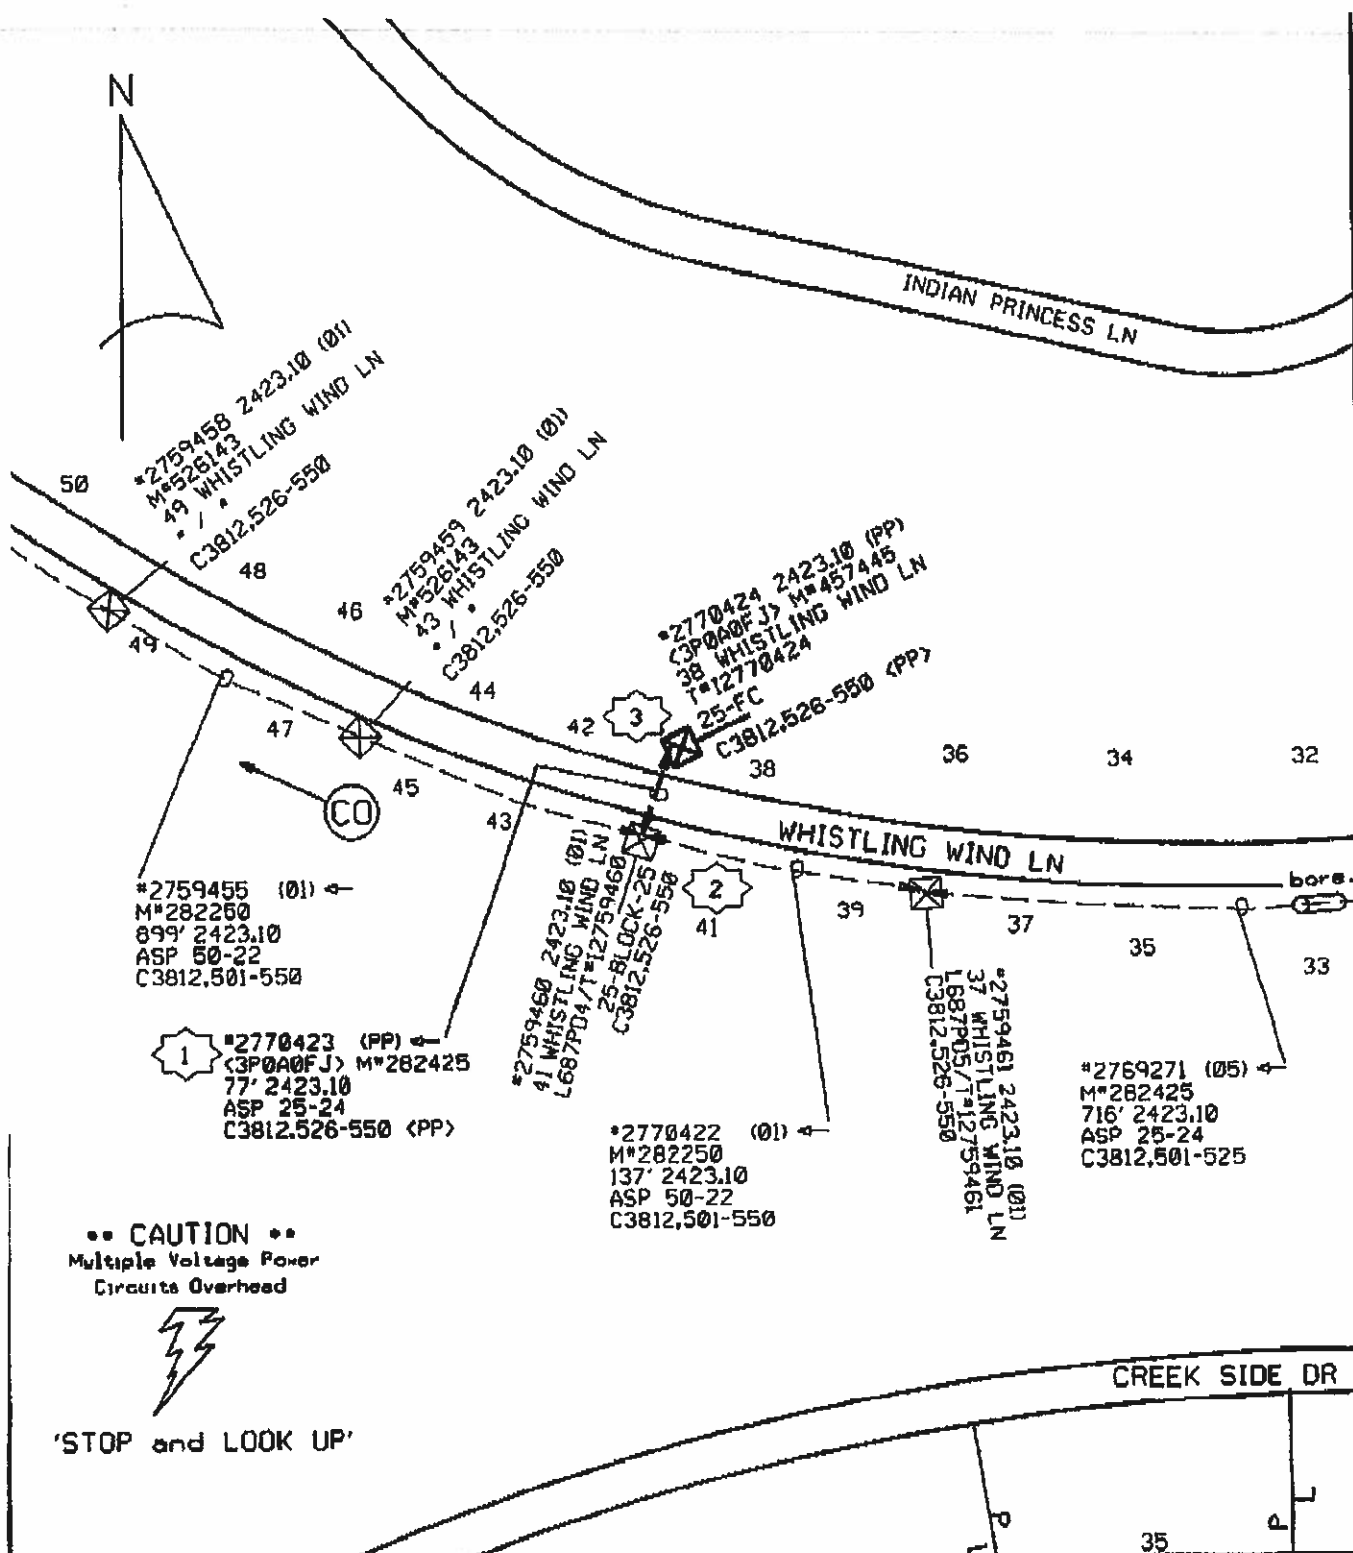 N
INDIAN PRINCESS LN
*2759458 2423.10 (01)
M*526143
49 WHISTLING WIND LN
* / *
C3812,526-550
*2759459 2423.10 (01)
M*526143
43 WHISTLING WIND LN
* / *
C3812,526-550
*2770424 2423.10 (PP)
<3P0A0FJ> M*457445
38 WHISTLING WIND LN
T*12770424
25-FC
C3812,526-550 <PP>
50
48
46
44
42
3
38
36
34
32
49
47
45
43
CO
WHISTLING WIND LN
2
41
39
37
35
33
bore.
*2759455 (01)
M*282250
899' 2423.10
ASP 50-22
C3812,501-550
1
*2770423 (PP)
<3P0A0FJ> M*282425
77' 2423.10
ASP 25-24
C3812.526-550 <PP>
*2759460 2423.10 (01)
41 WHISTLING WIND LN
L687PD4/T*12759460
25-BLOCK-25
C3812,526-550
*2770422 (01)
M*282250
137' 2423.10
ASP 50-22
C3812,501-550
*2759461 2423.10 (01)
37 WHISTLING WIND LN
L687PD5/T*12759461
C3812,526-550
*2769271 (05)
M*282425
716' 2423.10
ASP 25-24
C3812,501-525
** CAUTION **
Multiple Voltage Power
Circuits Overhead
'STOP and LOOK UP'
CREEK SIDE DR
P L
P L
35